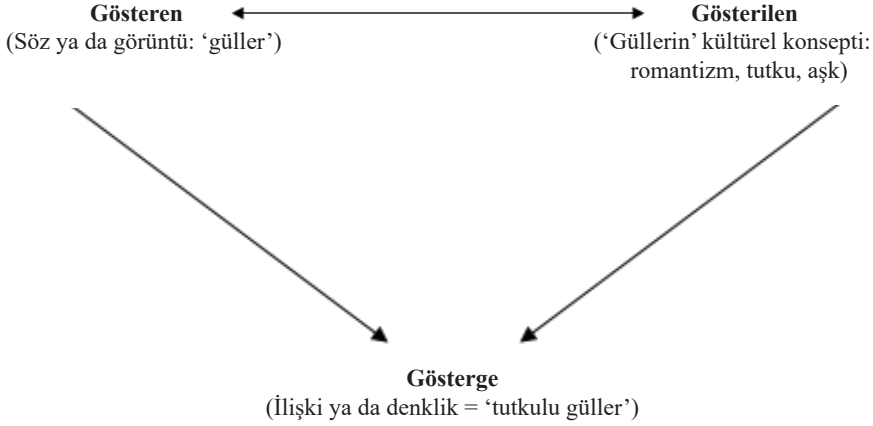 Gösteren
(Söz ya da görüntü: ‘güller’)
Gösterilen
(‘Güllerin’ kültürel konsepti:
romantizm, tutku, aşk)
Gösterge
(İlişki ya da denklik = ‘tutkulu güller’)